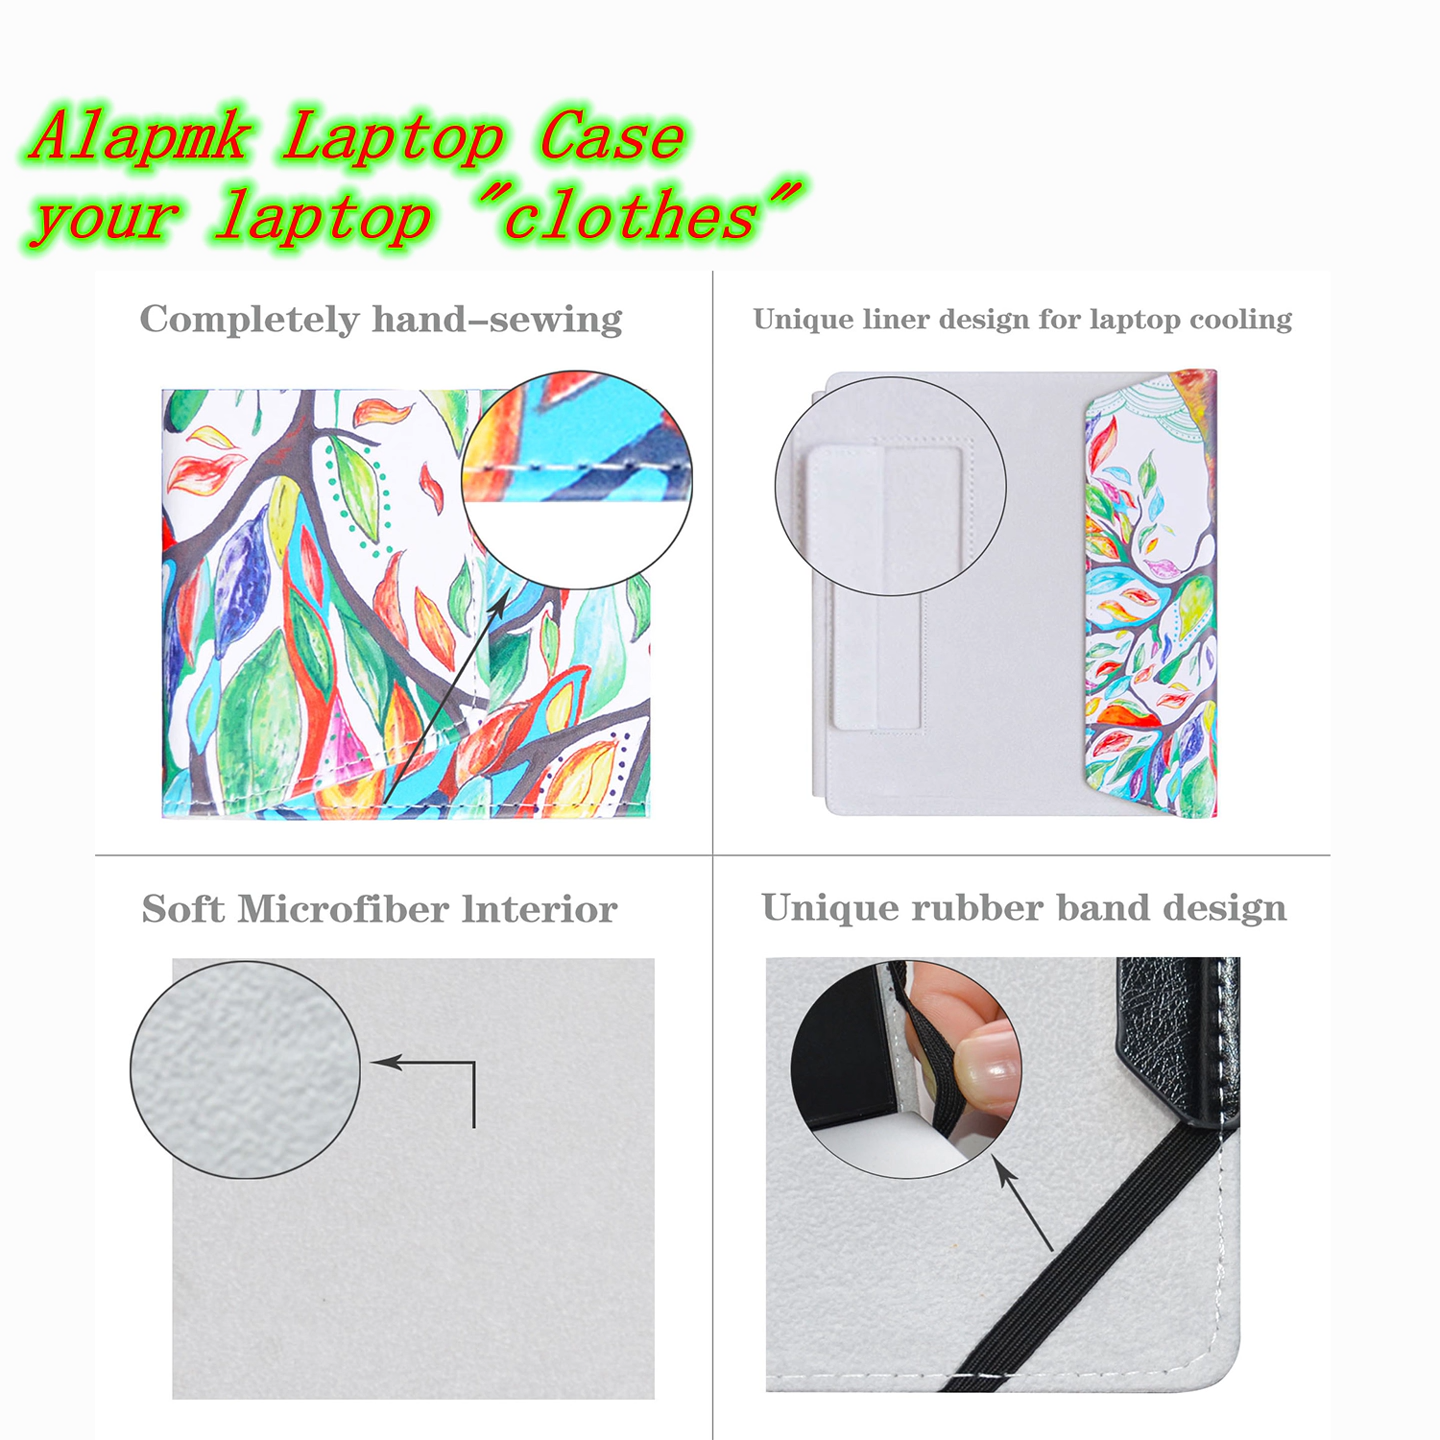 Alapmk Laptop Case
your laptop "clothes"
Completely hand-sewing
Unique liner design for laptop cooling
Soft Microfiber lnterior
Unique rubber band design